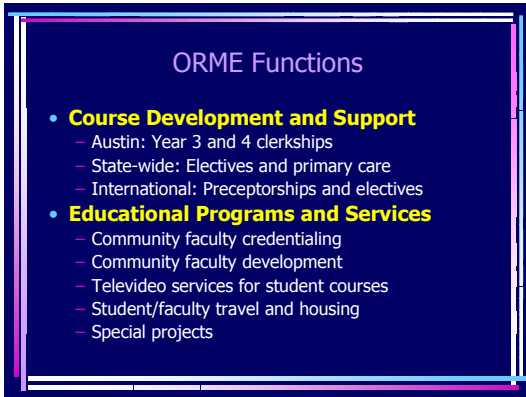 ORME Functions
• Course Development and Support
– Austin: Year 3 and 4 clerkships
– State-wide: Electives and primary care
– International: Preceptorships and electives
• Educational Programs and Services
– Community faculty credentialing
– Community faculty development
– Televideo services for student courses
– Student/faculty travel and housing
– Special projects